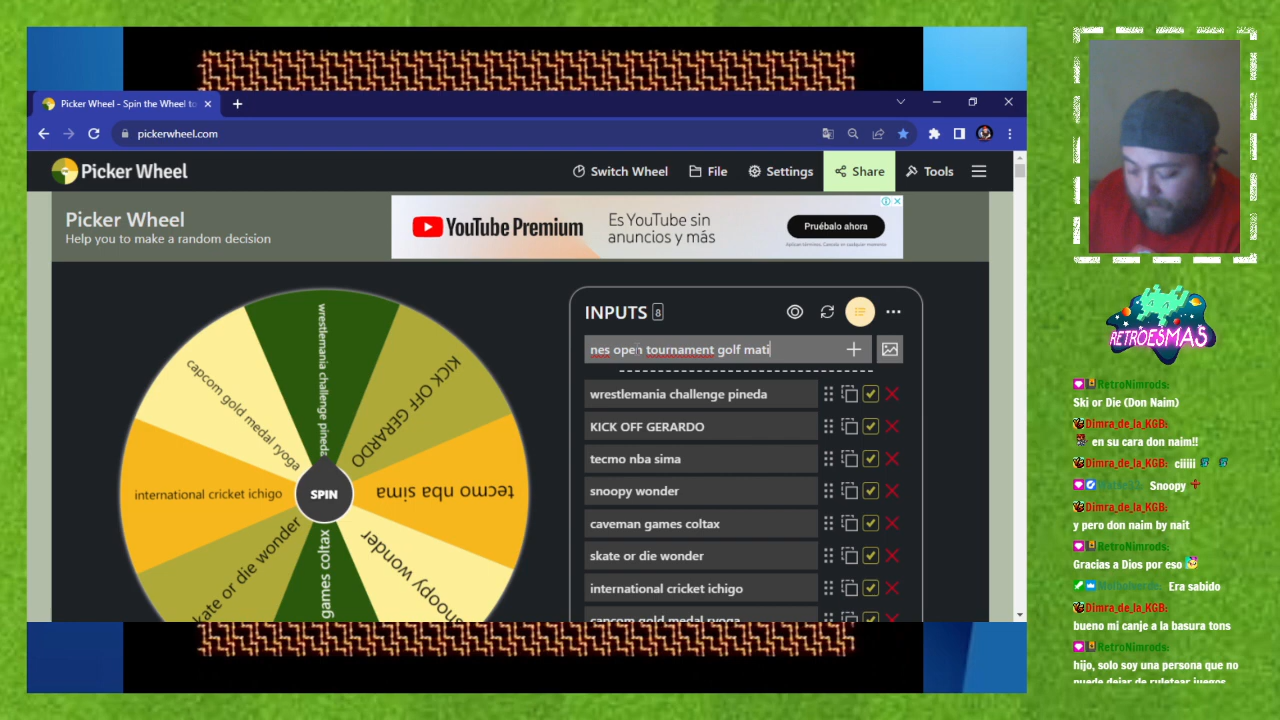 Picker Wheel - Spin the Wheel to
pickerwheel.com
Picker Wheel
Switch Wheel
File
Settings
Share
Tools
Picker Wheel
Help you to make a random decision
YouTube Premium
Es YouTube sin
anuncios y más
Pruébalo ahora
INPUTS 8
nes open tournament golf mati
wrestlemania challenge pineda
KICK OFF GERARDO
tecmo nba sima
snoopy wonder
caveman games coltax
skate or die wonder
international cricket ichigo
capcom gold medal ryoga
wrestlemania challenge pineda
KICK OFF GERARDO
tecmo nba sima
snoopy wonder
games coltax
skate or die wonder
international cricket ichigo
capcom gold medal ryoga
SPIN
RETROESMAS
RetroNimrods:
Ski or Die (Don Naim)
Dimra_de_la_KGB:
en su cara don naim!!
Dimra_de_la_KGB: ciiiii
Snoopy
Dimra_de_la_KGB:
y pero don naim by nait
RetroNimrods:
Gracias a Dios por eso
Era sabido
Dimra_de_la_KGB:
bueno mi canje a la basura tons
RetroNimrods:
hijo, solo soy una persona que no
puede dejar de ruletear juegos